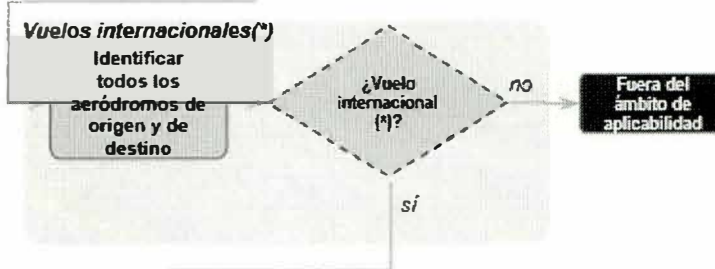 Vuelos internacionales(*)
Identificar
todos los
aeródromos de
origen y de
destino
¿Vuelo
internacional
(*)?
no
Fuera del
ámbito de
aplicabilidad
sí